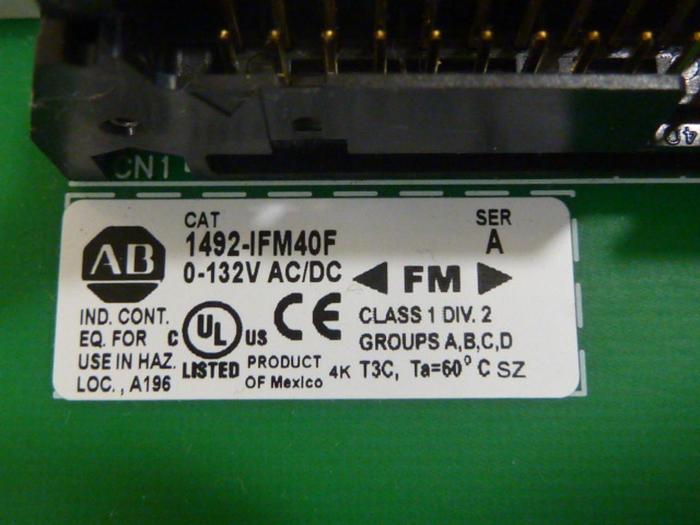 40
CN1
CAT
1492-IFM40F
0-132V AC/DC
SER
A
AB
FM
IND. CONT.
EQ. FOR
USE IN HAZ.
LOC., A196
C UL US
LISTED
CE
PRODUCT
OF Mexico
4K
CLASS 1 DIV. 2
GROUPS A,B,C,D
T3C, Ta=60° C SZ